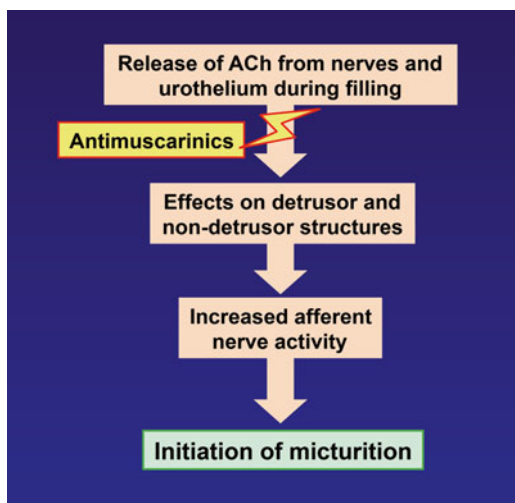 Release of ACh from nerves and
urothelium during filling
Antimuscarinics
Effects on detrusor and
non-detrusor structures
Increased afferent
nerve activity
Initiation of micturition